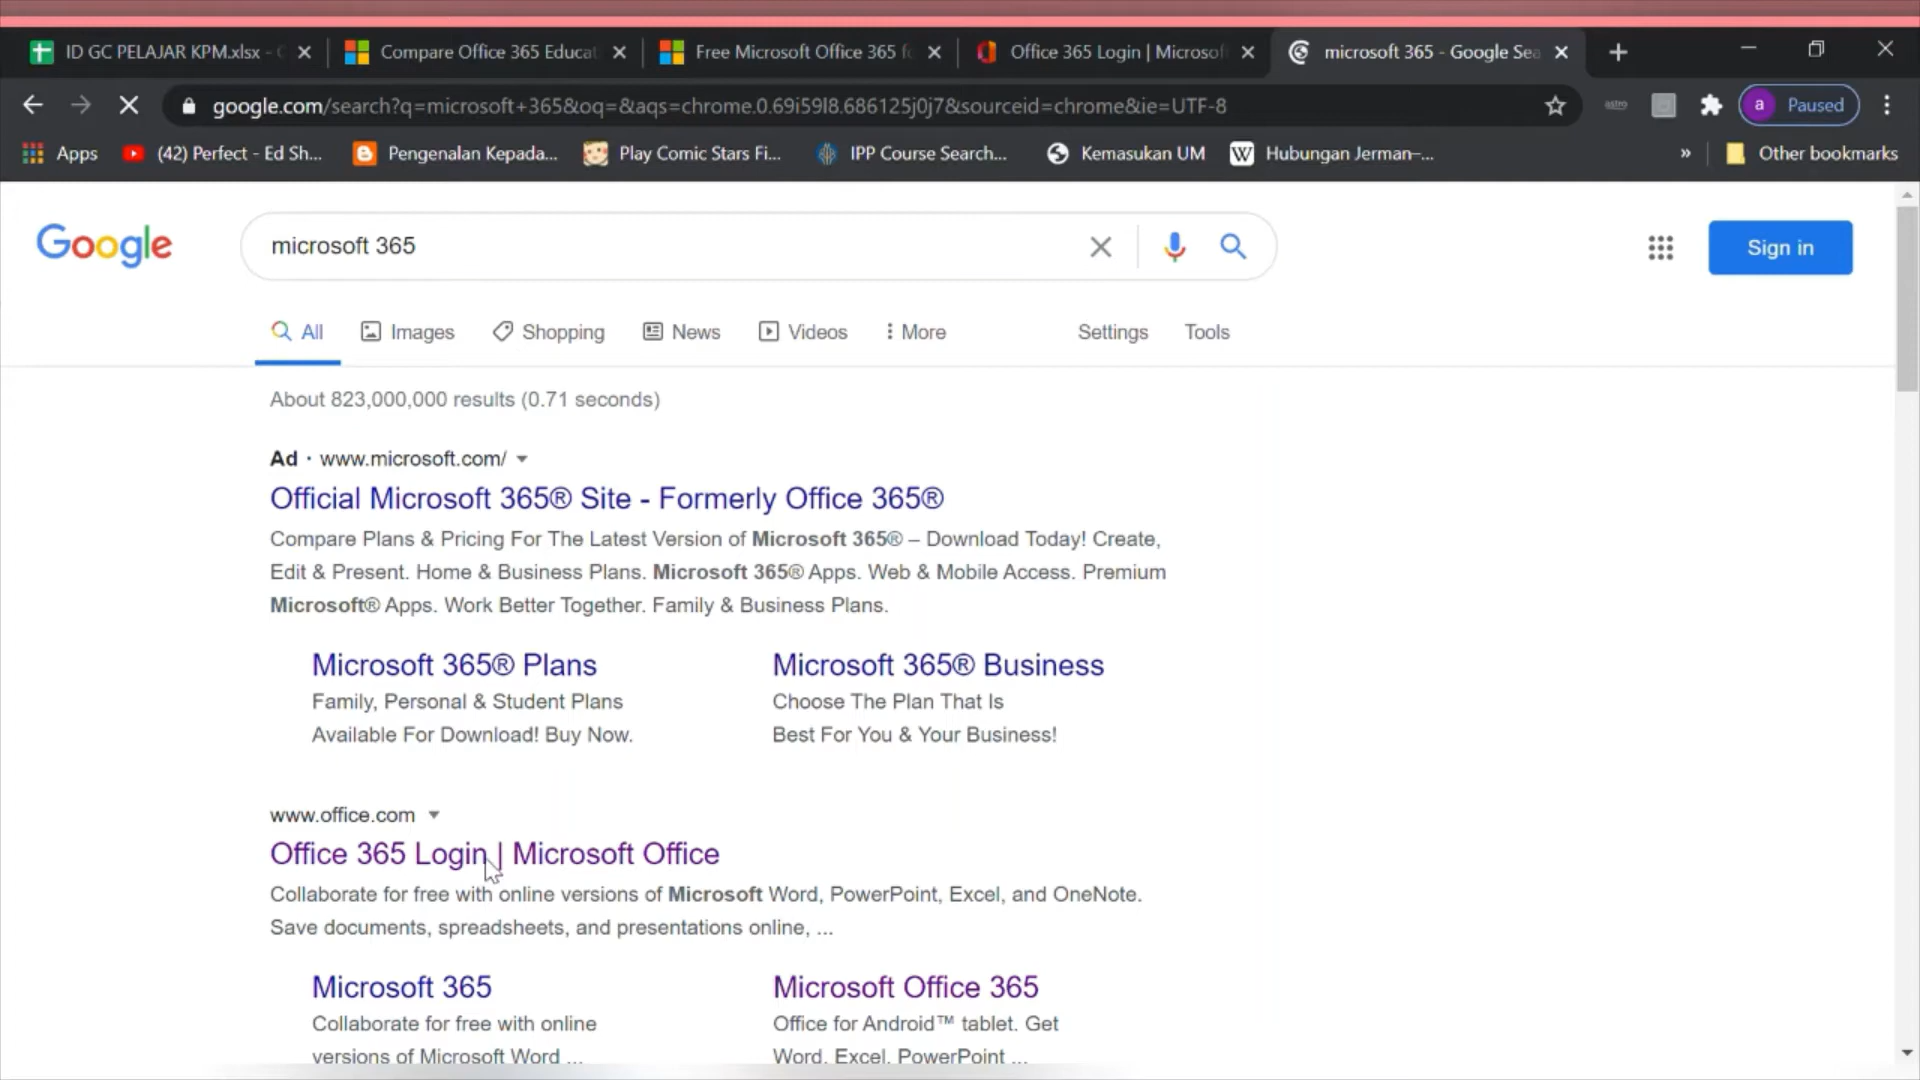 ID GC PELAJAR KPM.xlsx -
Compare Office 365 Educat
Free Microsoft Office 365 f
Office 365 Login | Microsof
microsoft 365 - Google Sea
google.com/search?q=microsoft+365&oq=&aqs=chrome.0.69i59l8.686125j0j7&sourceid=chrome&ie=UTF-8
astro
a
Paused
Apps
(42) Perfect - Ed Sh...
Pengenalan Kepada...
Play Comic Stars Fi...
IPP Course Search...
Kemasukan UM
W
Hubungan Jerman–...
»
Other bookmarks
Google
microsoft 365
Sign in
All
Images
Shopping
News
Videos
More
Settings
Tools
About 823,000,000 results (0.71 seconds)
Ad · www.microsoft.com/
Official Microsoft 365® Site - Formerly Office 365®
Compare Plans & Pricing For The Latest Version of Microsoft 365® – Download Today! Create,
Edit & Present. Home & Business Plans. Microsoft 365® Apps. Web & Mobile Access. Premium
Microsoft® Apps. Work Better Together. Family & Business Plans.
Microsoft 365® Plans
Family, Personal & Student Plans
Available For Download! Buy Now.
Microsoft 365® Business
Choose The Plan That Is
Best For You & Your Business!
www.office.com
Office 365 Login | Microsoft Office
Collaborate for free with online versions of Microsoft Word, PowerPoint, Excel, and OneNote.
Save documents, spreadsheets, and presentations online, ...
Microsoft 365
Collaborate for free with online
versions of Microsoft Word ...
Microsoft Office 365
Office for Android™ tablet. Get
Word, Excel, PowerPoint ...